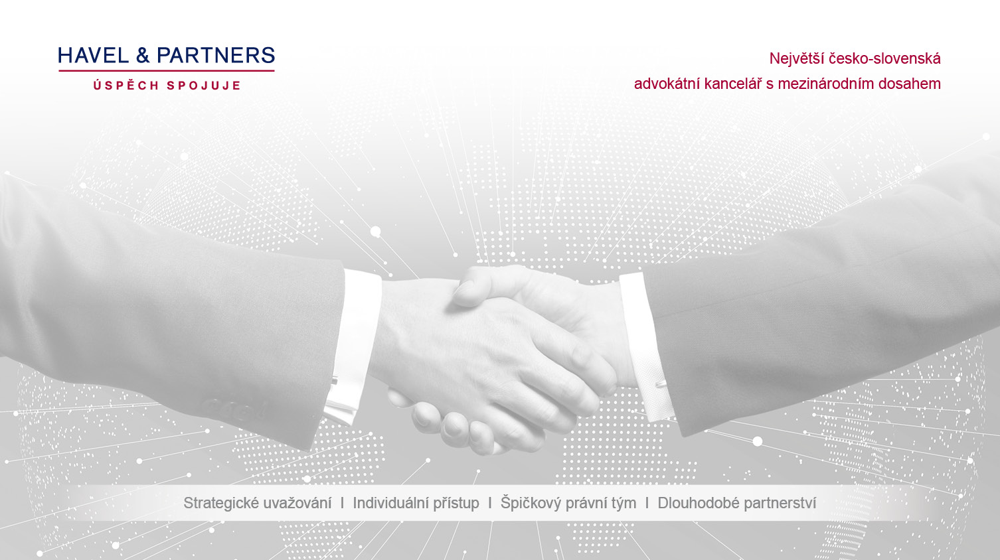 HAVEL & PARTNERS
ÚSPĚCH SPOJUJE
Největší česko-slovenská
advokátní kancelář s mezinárodním dosahem
Strategické uvažování I Individuální přístup I Špičkový právní tým I Dlouhodobé partnerství